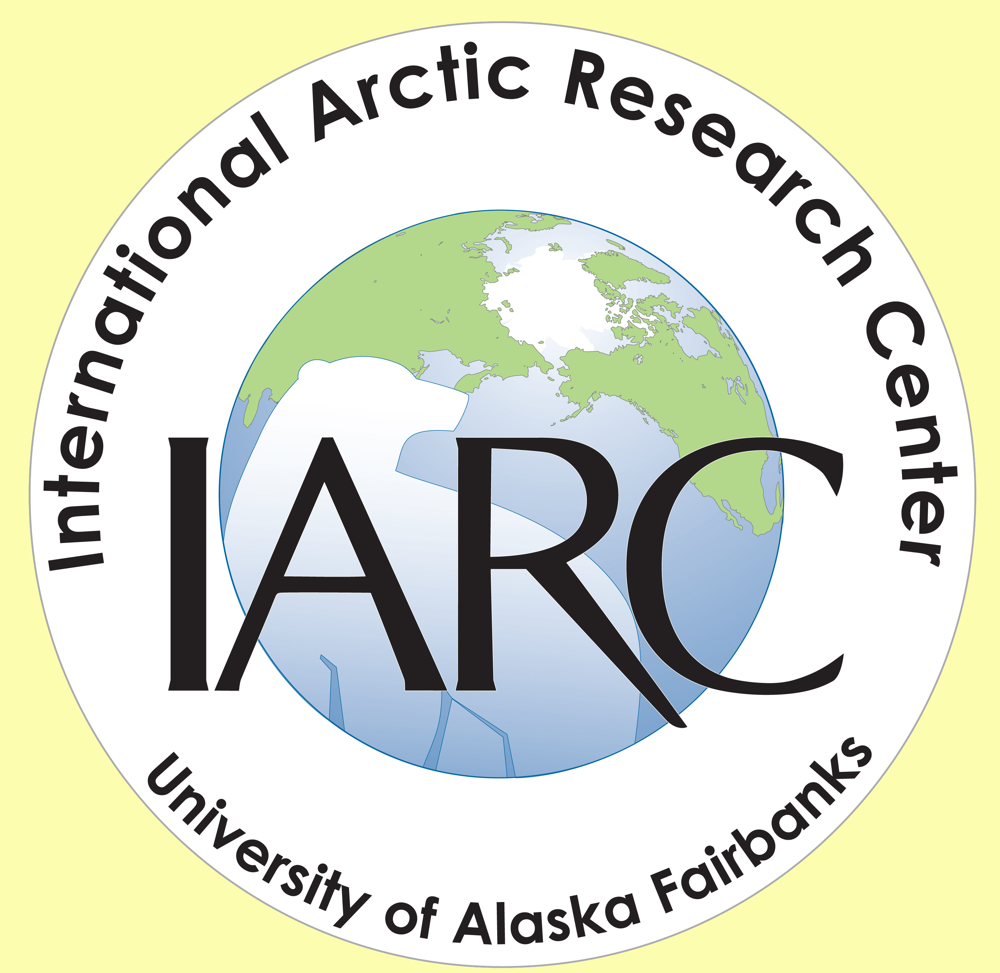 International Arctic Research Center
IARC
University of Alaska Fairbanks